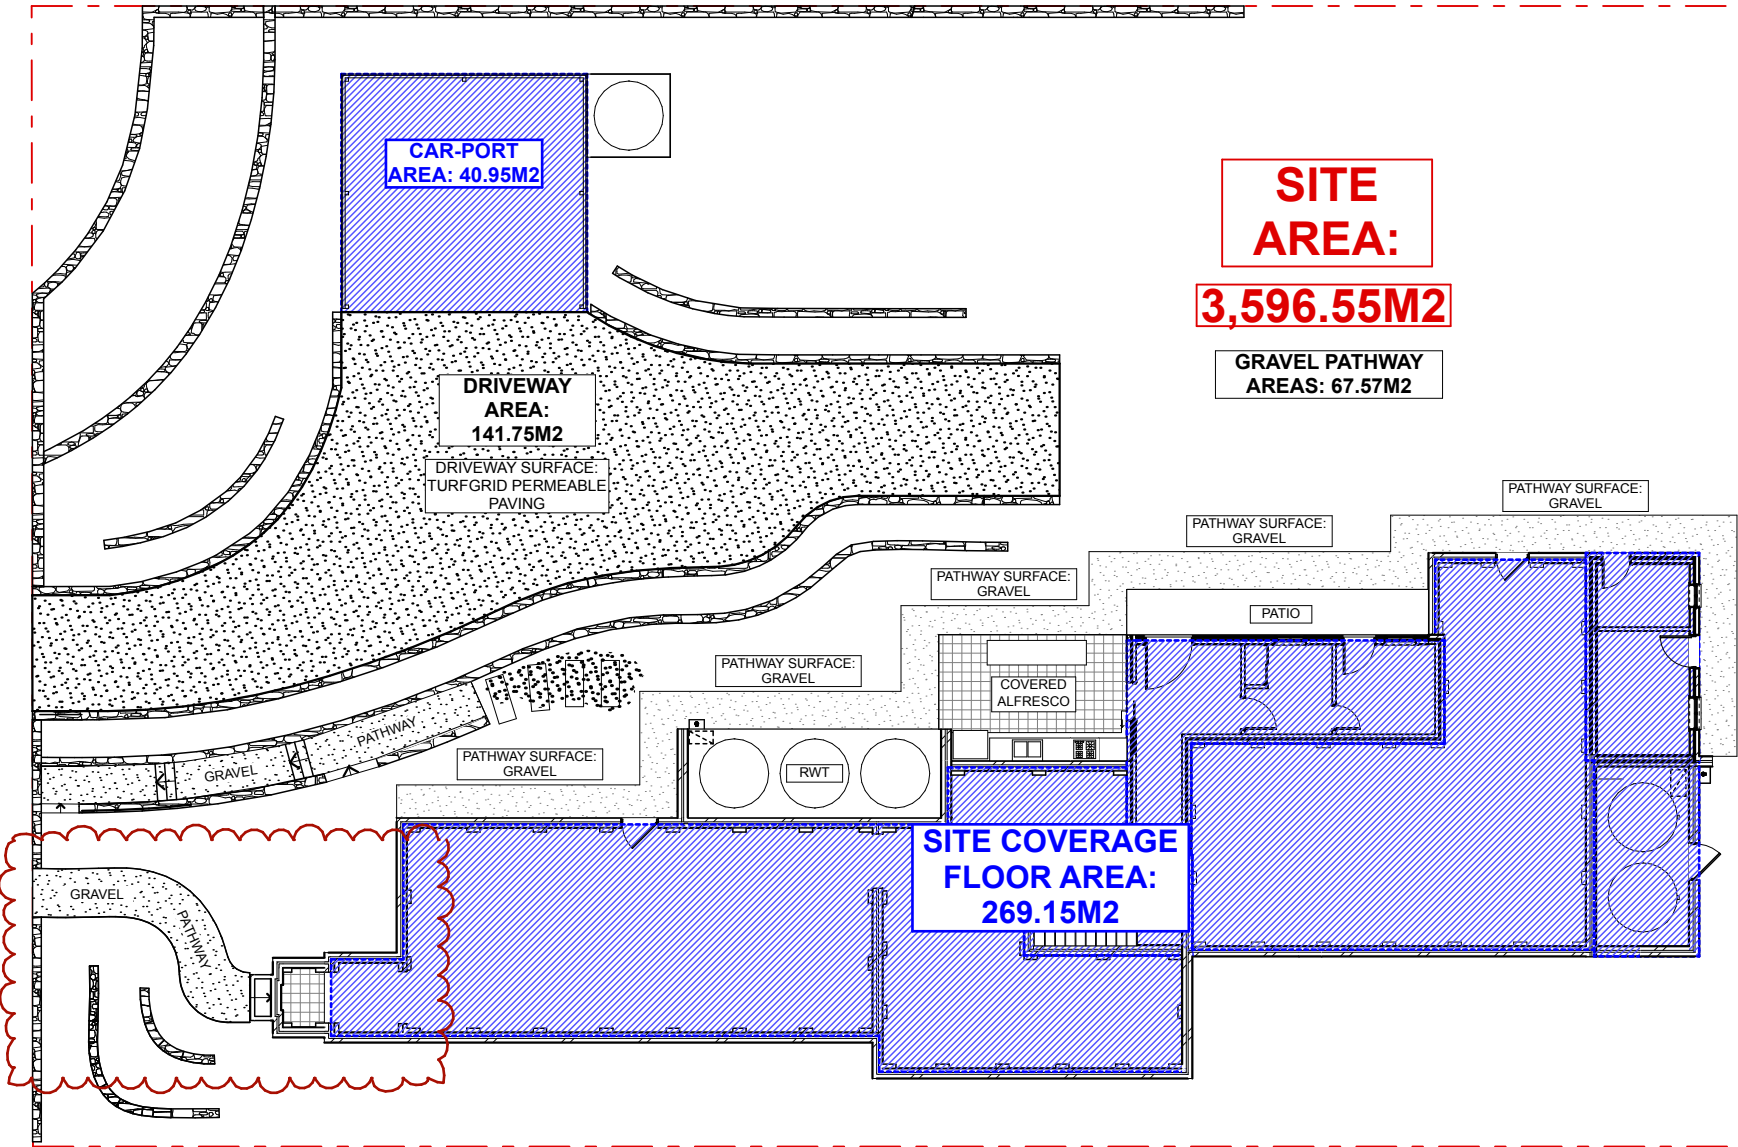 CAR-PORT
AREA: 40.95M2
SITE
AREA:
3,596.55M2
GRAVEL PATHWAY
AREAS: 67.57M2
DRIVEWAY
AREA:
141.75M2
DRIVEWAY SURFACE:
TURFGRID PERMEABLE
PAVING
PATHWAY SURFACE:
GRAVEL
PATHWAY SURFACE:
GRAVEL
PATHWAY SURFACE:
GRAVEL
PATIO
PATHWAY SURFACE:
GRAVEL
COVERED
ALFRESCO
PATHWAY
GRAVEL
PATHWAY SURFACE:
GRAVEL
RWT
SITE COVERAGE
FLOOR AREA:
269.15M2
GRAVEL
PATHWAY